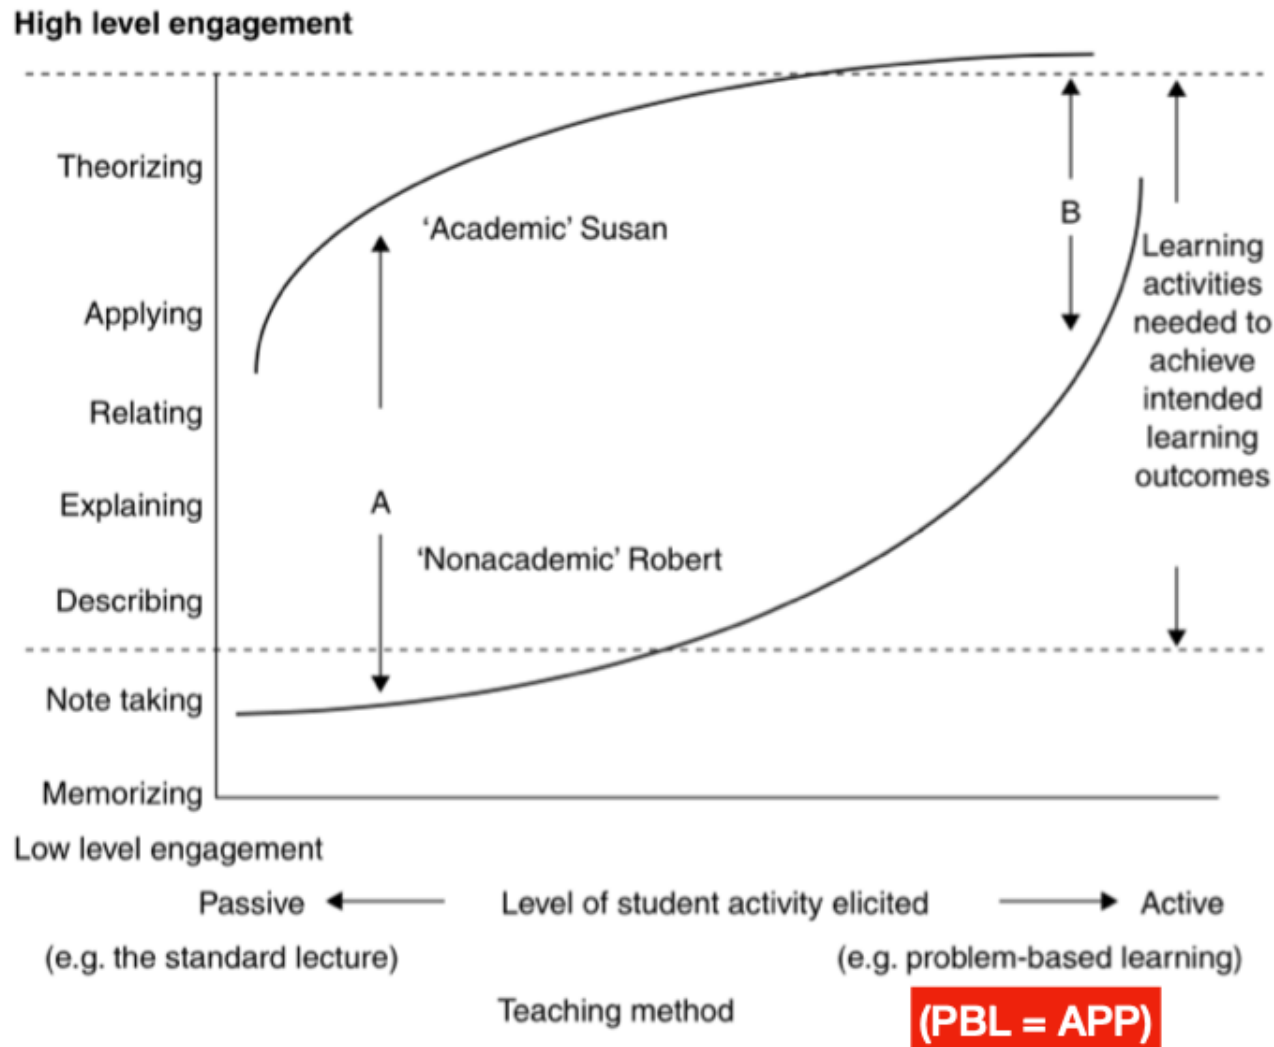 High level engagement
Theorizing
'Academic' Susan
B
Learning
activities
needed to
achieve
intended
learning
outcomes
Applying
Relating
Explaining
A
'Nonacademic' Robert
Describing
Note taking
Memorizing
Low level engagement
Passive Level of student activity elicited Active
(e.g. the standard lecture) (e.g. problem-based learning)
Teaching method
(PBL = APP)